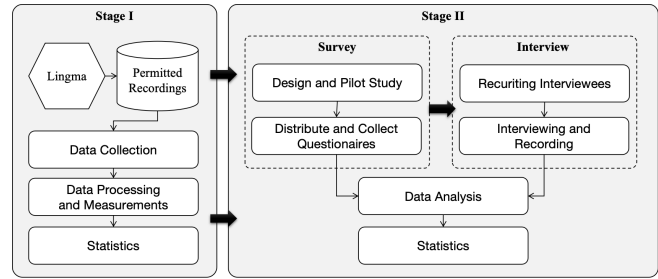 Stage I
Lingma
Permitted
Recordings
Data Collection
Data Processing
and Measurements
Statistics
Stage II
Survey
Design and Pilot Study
Distribute and Collect
Questionaires
Interview
Recuriting Interviewees
Interviewing and
Recording
Data Analysis
Statistics